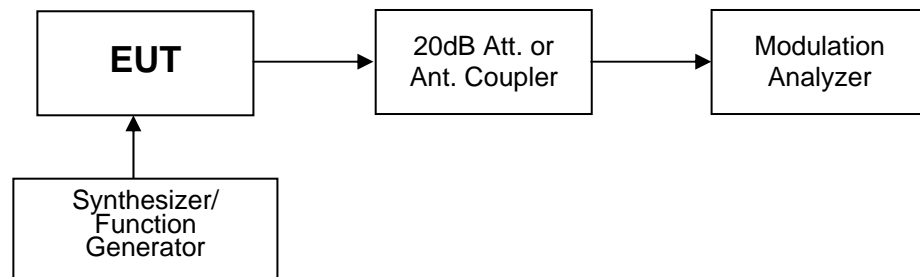 EUT
20dB Att. or
Ant. Coupler
Modulation
Analyzer
Synthesizer/
Function
Generator